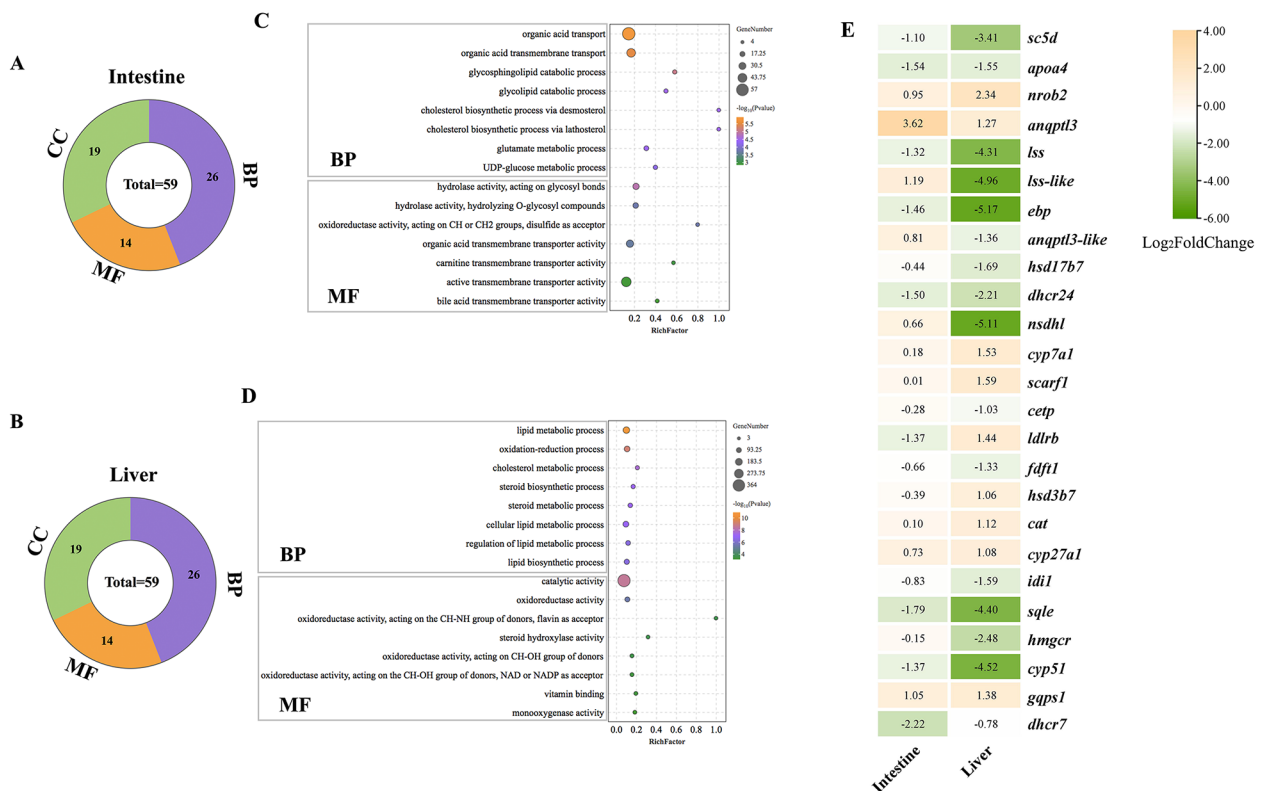 A
Intestine
CC
BP
MF
19
26
14
Total=59
B
Liver
CC
BP
MF
19
26
14
Total=59
C
organic acid transport
organic acid transmembrane transport
glycosphingolipid catabolic process
glycolipid catabolic process
cholesterol biosynthetic process via desmosterol
cholesterol biosynthetic process via lathosterol
glutamate metabolic process
UDP-glucose metabolic process
BP
hydrolase activity, acting on glycosyl bonds
hydrolase activity, hydrolyzing O-glycosyl compounds
oxidoreductase activity, acting on CH or CH2 groups, disulfide as acceptor
organic acid transmembrane transporter activity
carnitine transmembrane transporter activity
active transmembrane transporter activity
bile acid transmembrane transporter activity
MF
0.2 0.4 0.6 0.8 1.0
RichFactor
GeneNumber
4
17.25
30.5
43.75
57
-log10(Pvalue)
5.5
5
4.5
4
3.5
3
D
lipid metabolic process
oxidation-reduction process
cholesterol metabolic process
steroid biosynthetic process
steroid metabolic process
cellular lipid metabolic process
regulation of lipid metabolic process
lipid biosynthetic process
BP
catalytic activity
oxidoreductase activity
oxidoreductase activity, acting on the CH-NH group of donors, flavin as acceptor
steroid hydroxylase activity
oxidoreductase activity, acting on CH-OH group of donors
oxidoreductase activity, acting on the CH-OH group of donors, NAD or NADP as acceptor
vitamin binding
monooxygenase activity
MF
0.0 0.2 0.4 0.6 0.8 1.0
RichFactor
GeneNumber
3
93.25
183.5
273.75
364
-log10(Pvalue)
10
8
6
4
E
-1.10 -3.41 sc5d
-1.54 -1.55 apoa4
0.95 2.34 nrob2
3.62 1.27 anqptl3
-1.32 -4.31 lss
1.19 -4.96 lss-like
-1.46 -5.17 ebp
0.81 -1.36 anqptl3-like
-0.44 -1.69 hsd17b7
-1.50 -2.21 dhcr24
0.66 -5.11 nsdhl
0.18 1.53 cyp7a1
0.01 1.59 scarf1
-0.28 -1.03 cetp
-1.37 1.44 ldlrb
-0.66 -1.33 fdft1
-0.39 1.06 hsd3b7
0.10 1.12 cat
0.73 1.08 cyp27a1
-0.83 -1.59 idi1
-1.79 -4.40 sqle
-0.15 -2.48 hmgcr
-1.37 -4.52 cyp51
1.05 1.38 gqps1
-2.22 -0.78 dhcr7
Intestine Liver
4.00
2.00
0.00
-2.00
-4.00
-6.00
Log2FoldChange